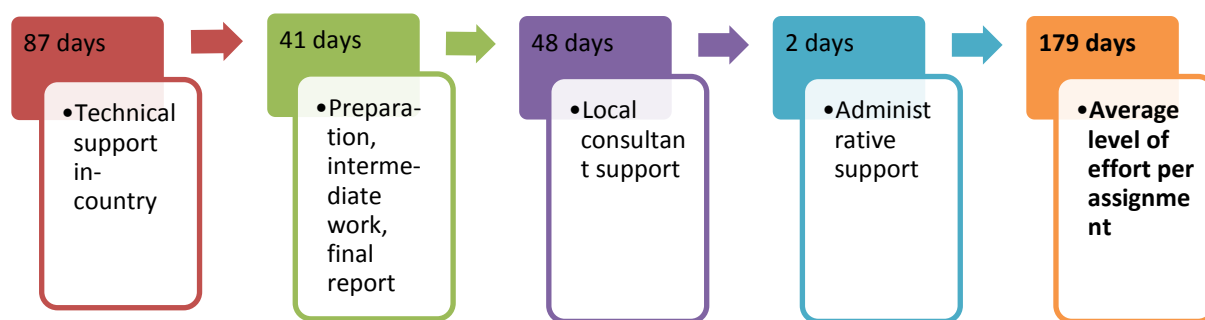 87 days
•Technical
support
in-
country
41 days
•Prepara-
tion,
interme-
diate
work,
final
report
48 days
•Local
consultan
t support
2 days
•Administ
rative
support
179 days
•Average
level of
effort per
assignme
nt